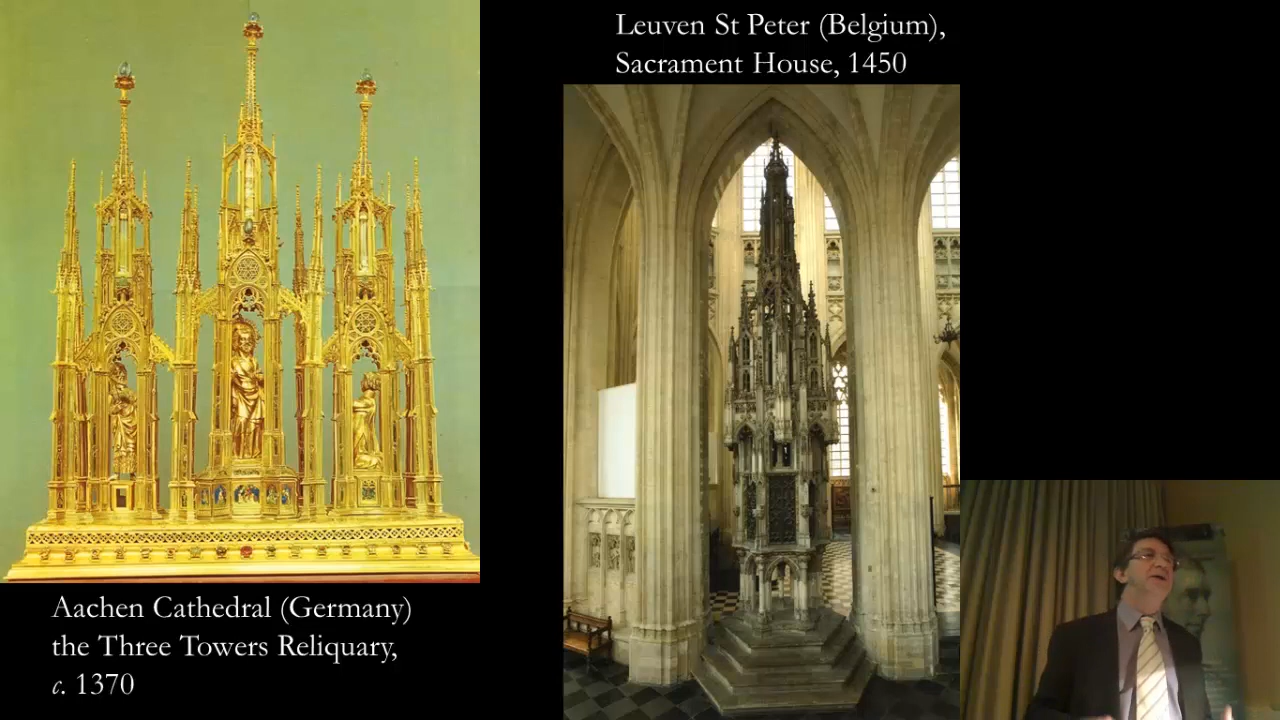 Leuven St Peter (Belgium),
Sacrament House, 1450
Aachen Cathedral (Germany)
the Three Towers Reliquary,
c. 1370